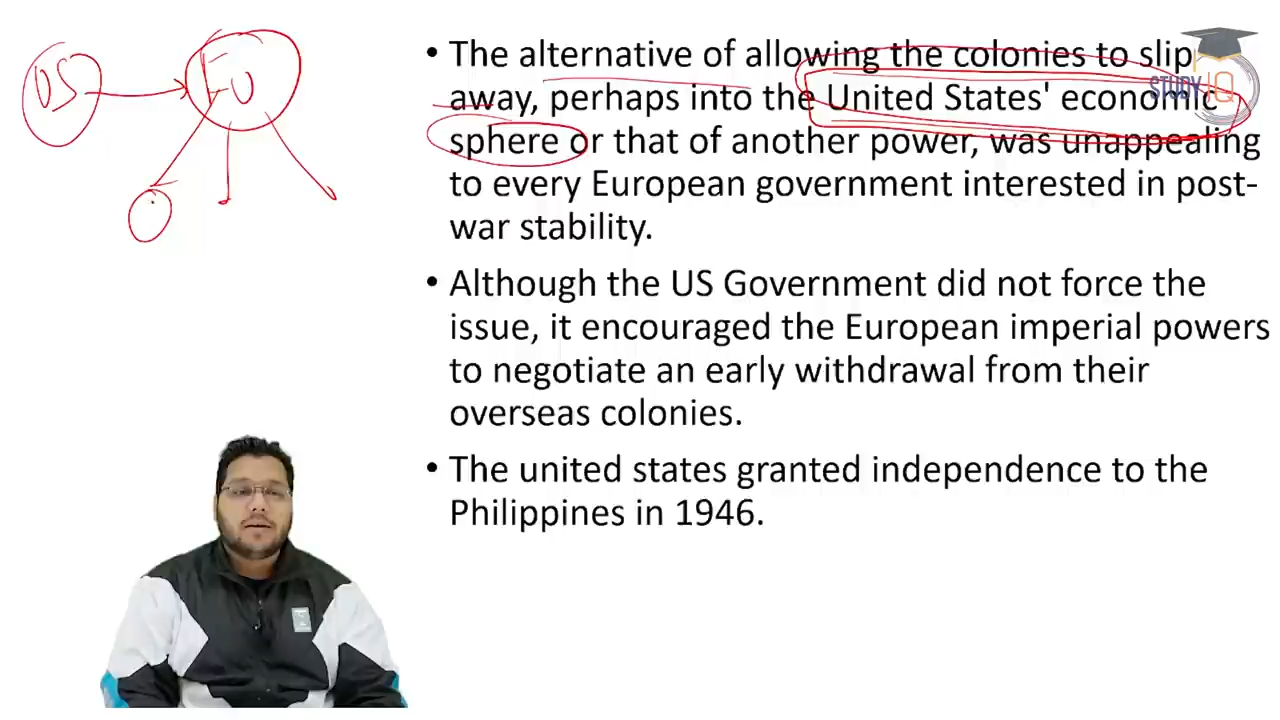 US
EU
• The alternative of allowing the colonies to slip
away, perhaps into the United States' economic
sphere or that of another power, was unappealing
to every European government interested in post-
war stability.
• Although the US Government did not force the
issue, it encouraged the European imperial powers
to negotiate an early withdrawal from their
overseas colonies.
• The united states granted independence to the
Philippines in 1946.
STUDY IQ